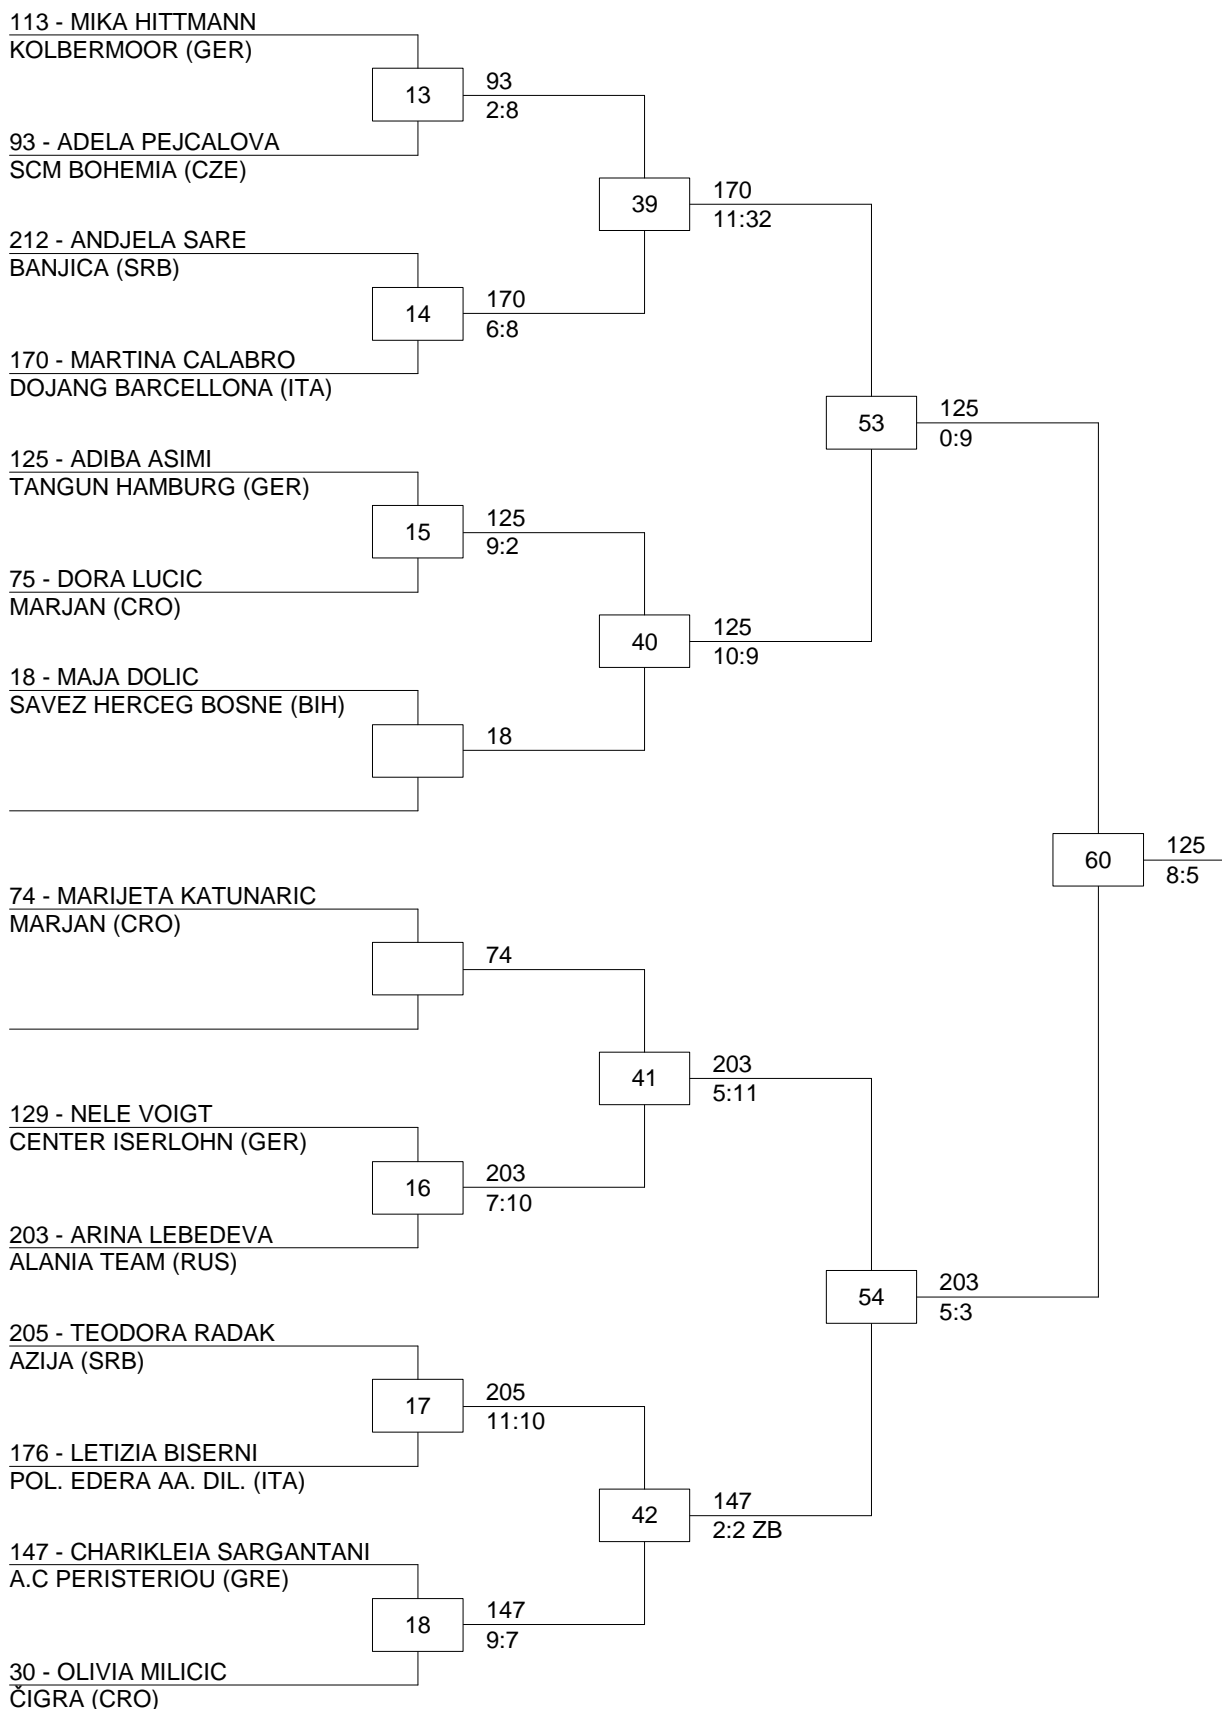 113 - MIKA HITTMANN
KOLBERMOOR (GER)
13
93
2:8
93 - ADELA PEJCALOVA
SCM BOHEMIA (CZE)
39
170
11:32
212 - ANDJELA SARE
BANJICA (SRB)
14
170
6:8
170 - MARTINA CALABRO
DOJANG BARCELLONA (ITA)
53
125
0:9
125 - ADIBA ASIMI
TANGUN HAMBURG (GER)
15
125
9:2
75 - DORA LUCIC
MARJAN (CRO)
40
125
10:9
18 - MAJA DOLIC
SAVEZ HERCEG BOSNE (BIH)
18
60
125
8:5
74 - MARIJETA KATUNARIC
MARJAN (CRO)
74
41
203
5:11
129 - NELE VOIGT
CENTER ISERLOHN (GER)
16
203
7:10
203 - ARINA LEBEDEVA
ALANIA TEAM (RUS)
54
203
5:3
205 - TEODORA RADAK
AZIJA (SRB)
17
205
11:10
176 - LETIZIA BISERNI
POL. EDERA AA. DIL. (ITA)
42
147
2:2 ZB
147 - CHARIKLEIA SARGANTANI
A.C PERISTERIOU (GRE)
18
147
9:7
30 - OLIVIA MILICIC
ČIGRA (CRO)